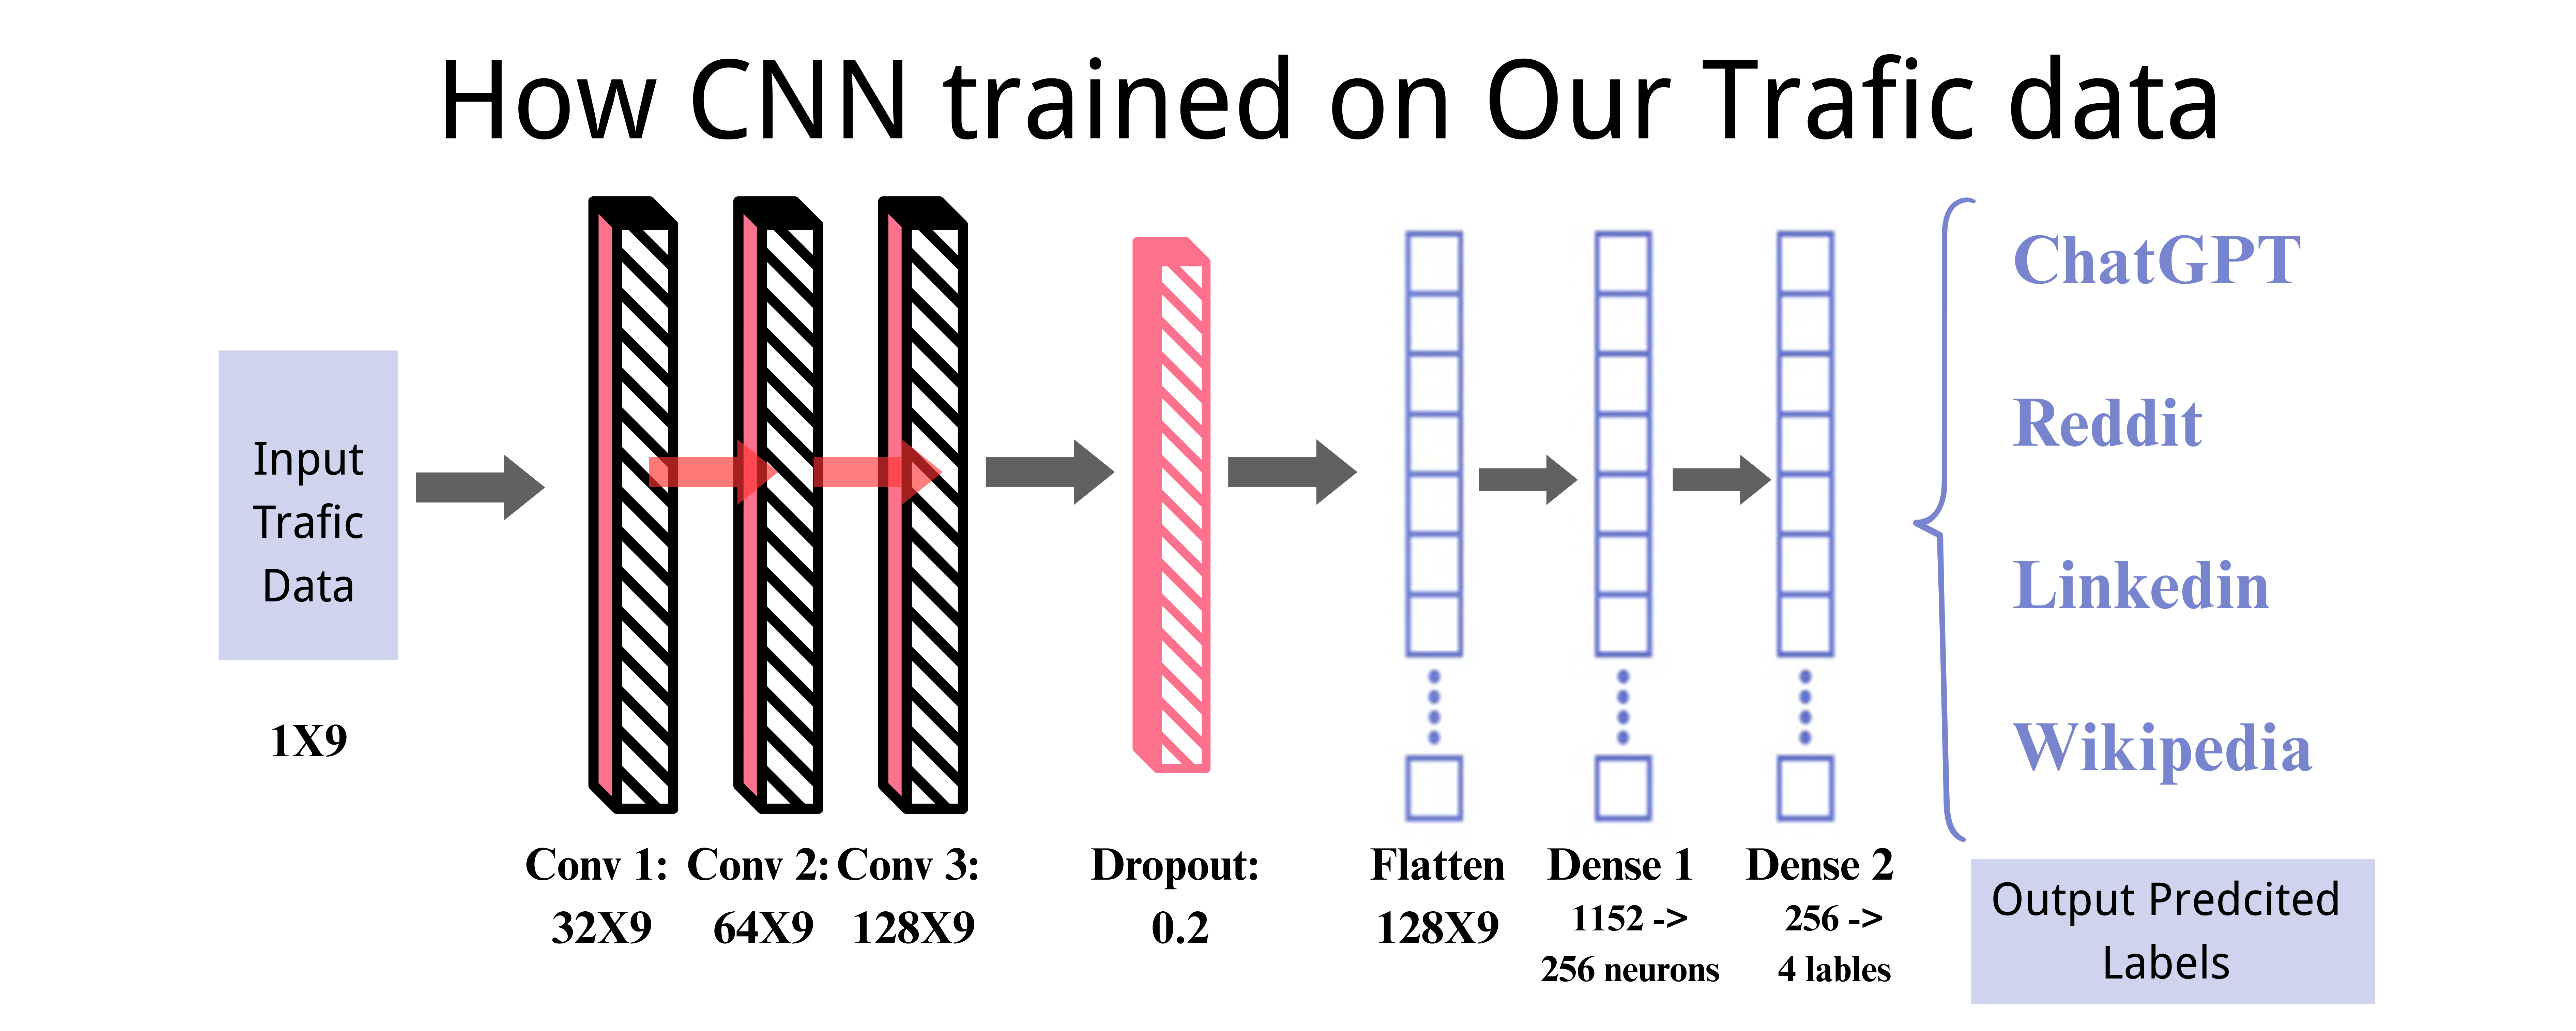 How CNN trained on Our Trafic data
Input
Trafic
Data
1X9
Conv 1:
32X9
Conv 2:
64X9
Conv 3:
128X9
Dropout:
0.2
Flatten
128X9
Dense 1
1152 ->
256 neurons
Dense 2
256 ->
4 lables
ChatGPT
Reddit
Linkedin
Wikipedia
Output Predcited
Labels